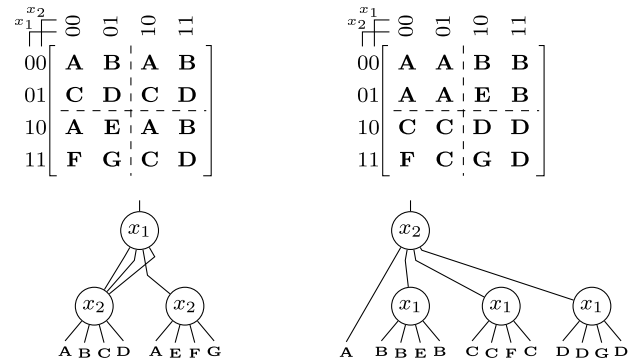 x₂ x₁
x₁ 00 01 10 11 x₂ 00 01 10 11
00 A B A B 00 A A B B
01 C D C D 01 A A E B
10 A E A B 10 C C D D
11 F G C D 11 F C G D
x₁ x₂
x₂ x₂ x₁ x₁ x₁
A B C D A E F G A B B E B C C F C D D G D